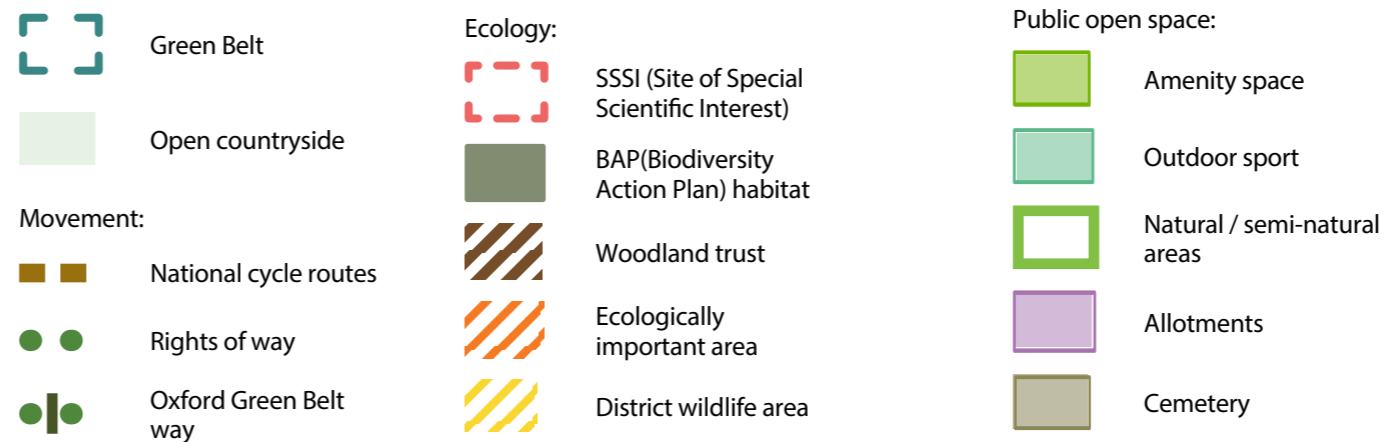 Green Belt
Open countryside
Movement:
National cycle routes
Rights of way
Oxford Green Belt
way
Ecology:
SSSI (Site of Special
Scientific Interest)
BAP(Biodiversity
Action Plan) habitat
Woodland trust
Ecologically
important area
District wildlife area
Public open space:
Amenity space
Outdoor sport
Natural / semi-natural
areas
Allotments
Cemetery